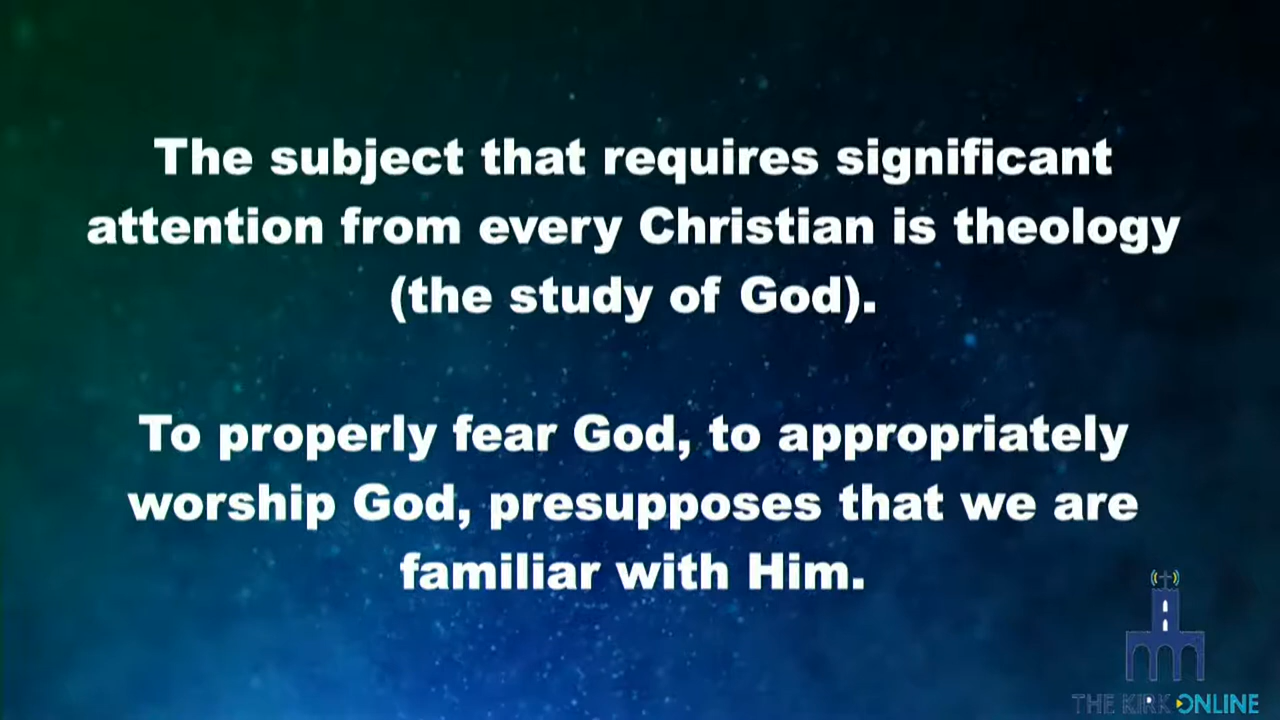 The subject that requires significant
attention from every Christian is theology
(the study of God).
To properly fear God, to appropriately
worship God, presupposes that we are
familiar with Him.
THE KIRK ONLINE